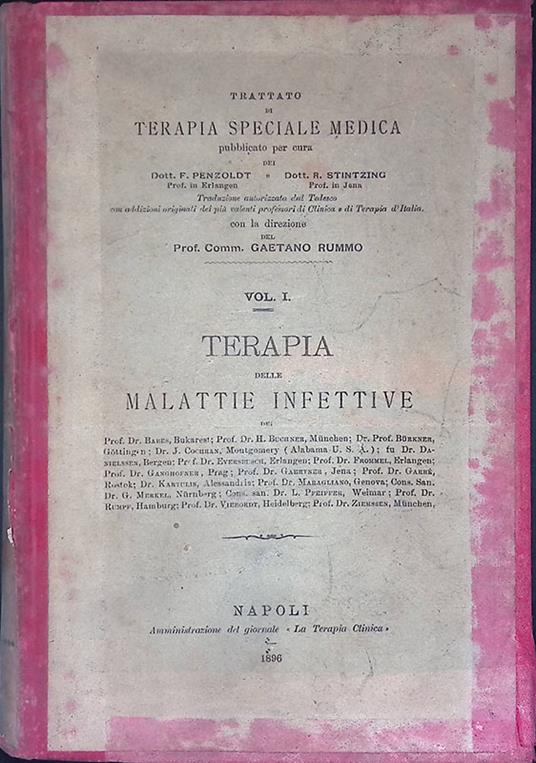 TRATTATO
DI
TERAPIA SPECIALE MEDICA
pubblicato per cura
DEI
Dott. F. PENZOLDT e Dott. R. STINTZING
Prof. in Erlangen Prof. in Jena
Traduzione autorizzata dal Tedesco
con addizioni originali dei più valenti professori di Clinica e di Terapia d'Italia.
con la direzione
DEL
Prof. Comm. GAETANO RUMMO
VOL. I.
TERAPIA
DELLE
MALATTIE INFETTIVE
DEI
Prof. Dr. BABES, Bukarest; Prof. Dr. H. BUCHNER, München; Dr. Prof. BÜRKNER,
Göttingen; Dr. J. COCHRAN, Montgomery (Alabama U. S. A.); fu Dr. DA-
NIELSSEN, Bergen; Prof. Dr. EVERSBUSCH, Erlangen; Prof. Dr. FROMMEL, Erlangen;
Prof. Dr. GANGHOFNER, Prag; Prof. Dr. GAERTNER, Jena; Prof. Dr. GARRÉ,
Rostok; Dr. KARTULIS, Alessandria; Prof. Dr. MARAGLIANO, Genova; Cons. San.
Dr. G. MERKEL, Nürnberg; Cons. san. Dr. L. PFEIFFER, Weimar; Prof, Dr.
RUMPF, Hamburg; Prof. Dr. VIERORDT, Heidelberg; Prof. Dr. ZIEMSSEN, München,
NAPOLI
Amministrazione del giornale « La Terapia Clinica »
1896